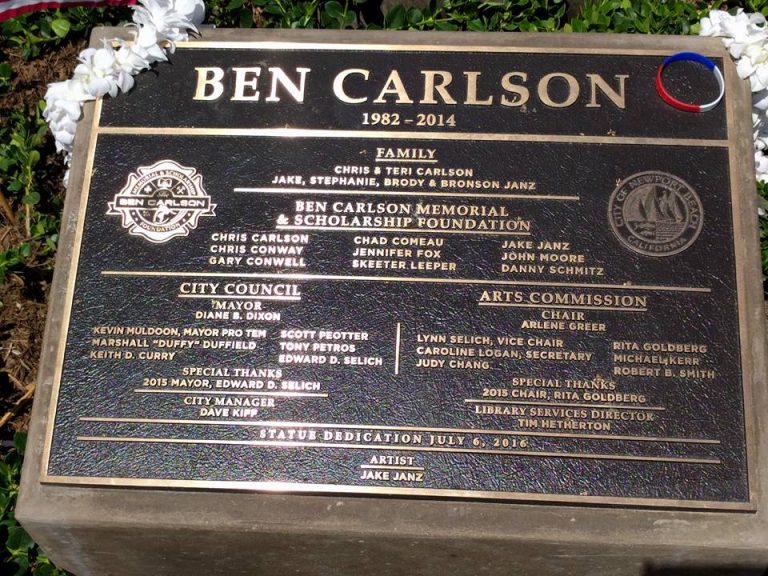 BEN CARLSON
1982 - 2014
FAMILY
CHRIS & TERI CARLSON
JAKE, STEPHANIE, BRODY & BRONSON JANZ
MEMORIAL & SCHOLARSHIP
The
BEN CARLSON
FOUNDATION
BEN CARLSON MEMORIAL
& SCHOLARSHIP FOUNDATION
CHRIS CARLSON CHAD COMEAU JAKE JANZ
CHRIS CONWAY JENNIFER FOX JOHN MOORE
GARY CONWELL SKEETER LEEPER DANNY SCHMITZ
CITY OF NEWPORT BEACH
CALIFORNIA
CITY COUNCIL
MAYOR
DIANE B. DIXON
KEVIN MULDOON, MAYOR PRO TEM SCOTT PEOTTER
MARSHALL "DUFFY" DUFFIELD TONY PETROS
KEITH D. CURRY EDWARD D. SELICH
SPECIAL THANKS
2015 MAYOR, EDWARD D. SELICH
CITY MANAGER
DAVE KIFF
ARTS COMMISSION
CHAIR
ARLENE GREER
LYNN SELICH, VICE CHAIR RITA GOLDBERG
CAROLINE LOGAN, SECRETARY MICHAEL KERR
JUDY CHANG ROBERT B. SMITH
SPECIAL THANKS
2015 CHAIR, RITA GOLDBERG
LIBRARY SERVICES DIRECTOR
TIM HETHERTON
STATUE DEDICATION JULY 6, 2016
ARTIST
JAKE JANZ